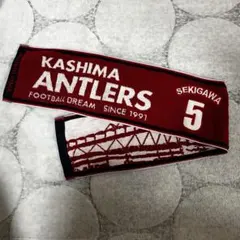 KASHIMA
ANTLERS
FOOTBALL DREAM SINCE 1991
SEKIGAWA
5